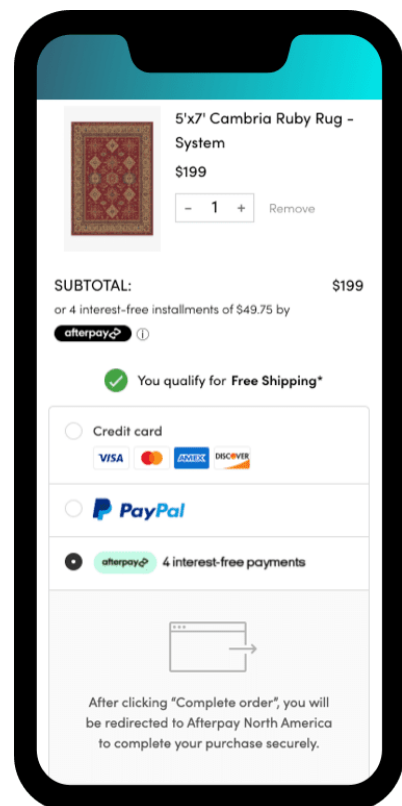 5'x7' Cambria Ruby Rug -
System
$199
- 1 + Remove
SUBTOTAL: $199
or 4 interest-free installments of $49.75 by
afterpay
You qualify for Free Shipping*
Credit card
VISA AMEX DISCOVER
PayPal
afterpay 4 interest-free payments
After clicking “Complete order”, you will
be redirected to Afterpay North America
to complete your purchase securely.